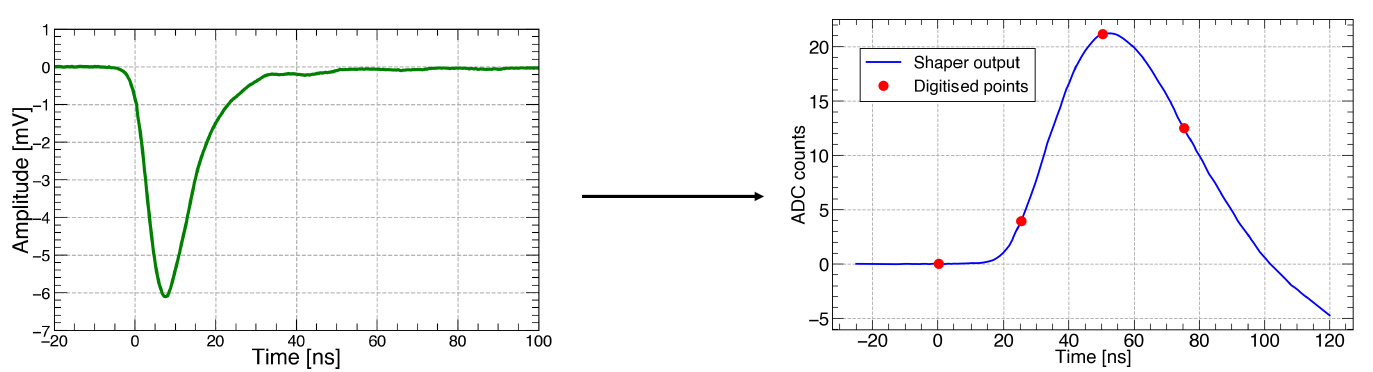 1
0
−1
−2
−3
−4
−5
−6
−7
Amplitude [mV]
−20 0 20 40 60 80 100
Time [ns]
20
15
10
5
0
−5
ADC counts
Shaper output
Digitised points
−20 0 20 40 60 80 100 120
Time [ns]